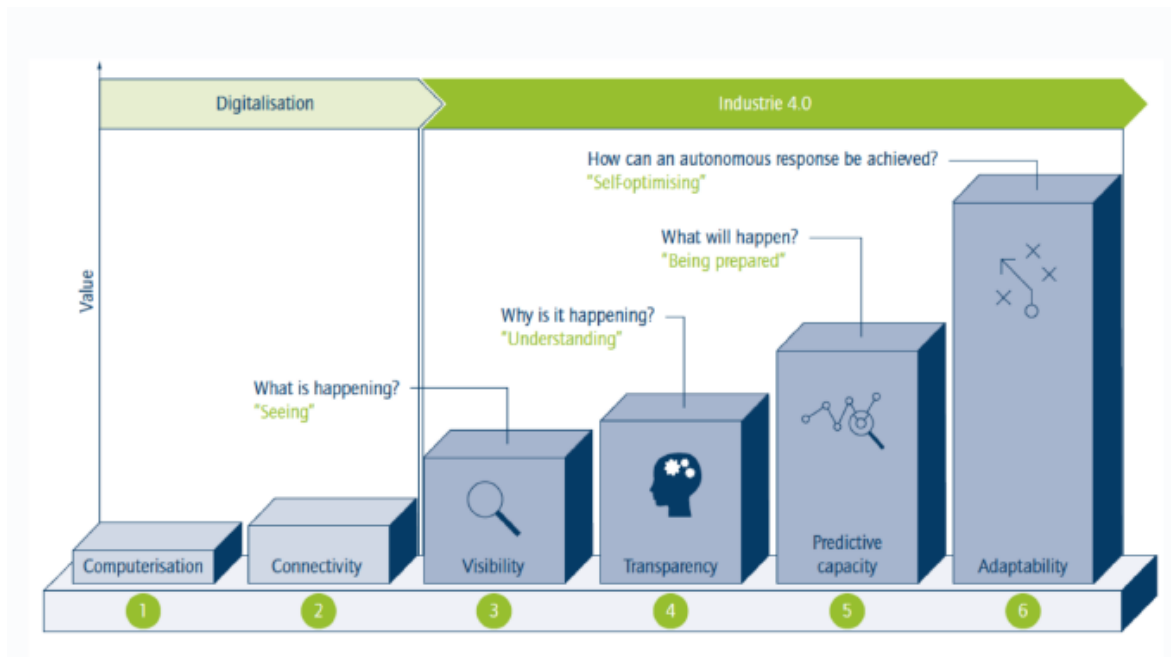 Digitalisation
Industrie 4.0
How can an autonomous response be achieved?
"Self-optimising"
What will happen?
"Being prepared"
Why is it happening?
"Understanding"
What is happening?
"Seeing"
Value
Computerisation
Connectivity
Visibility
Transparency
Predictive
capacity
Adaptability
1
2
3
4
5
6